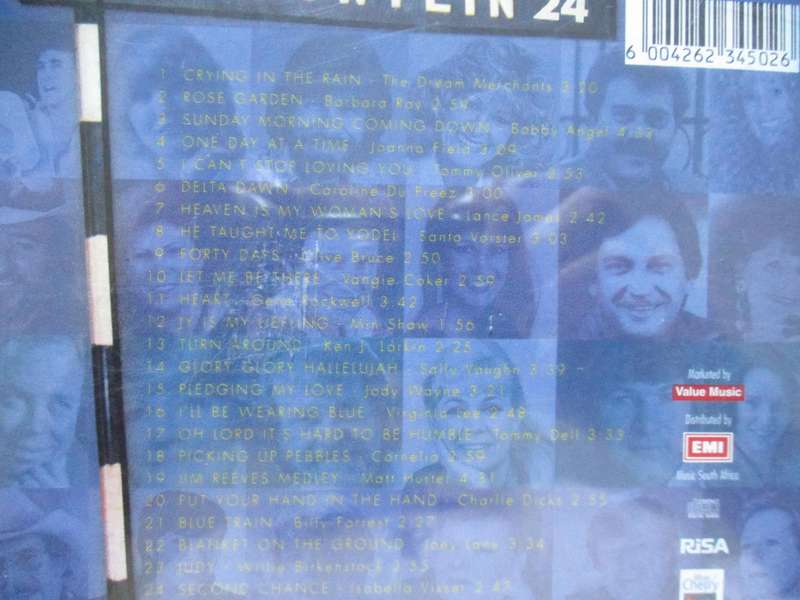 24
6 004262 345026
1 CRYING IN THE RAIN - The Dream Merchants 3:20
2 ROSE GARDEN - Barbara Ray 2:54
3 SUNDAY MORNING COMING DOWN - Bobby Angel 4:33
4 ONE DAY AT A TIME - Joanna Field 3:09
5 I CAN'T STOP LOVING YOU - Tommy Oliver 2:53
6 DELTA DAWN - Caroline Du Preez 3:00
7 HEAVEN IS MY WOMAN'S LOVE - Lance James 2:42
8 HE TAUGHT ME TO YODEL - Santa Vorster 3:03
9 FORTY DAYS - Clive Bruce 2:50
10 LET ME BE THERE - Vangie Coker 2:59
11 HEART - Gene Rockwell 3:42
12 JY IS MY LIEFLING - Min Shaw 1:56
13 TURN AROUND - Ken J. Larkin 2:25
14 GLORY GLORY HALLELUJAH - Sally Vaughn 3:39
15 PLEDGING MY LOVE - Jody Wayne 3:21
16 I'LL BE WEARING BLUE - Virginia Lee 2:48
17 OH LORD IT'S HARD TO BE HUMBLE - Tommy Dell 3:33
18 PICKING UP PEBBLES - Cornelia 2:59
19 JIM REEVES MEDLEY - Matt Hurter 4:31
20 PUT YOUR HAND IN THE HAND - Charlie Dicks 2:55
21 BLUE TRAIN - Billy Forrest 2:27
22 BLANKET ON THE GROUND - Joey Lane 3:34
23 JUDY - Willie Birkenstock 2:55
24 SECOND CHANCE - Isabella Visser 2:47
Marketed by
Value Music
Distributed by
EMI
Music South Africa
RiSA
Cherry